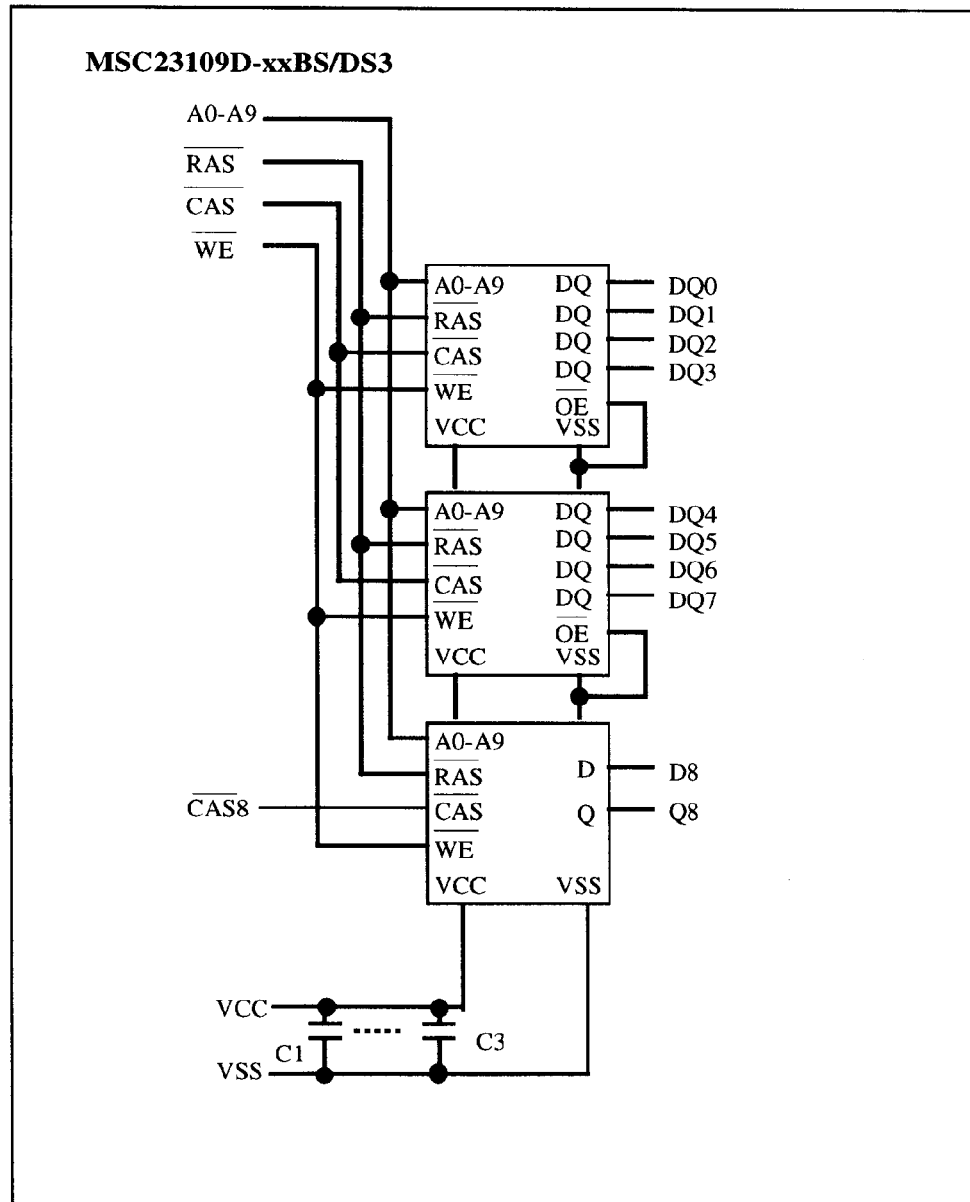 MSC23109D-xxBS/DS3
A0-A9
RAS
CAS
WE
A0-A9 DQ DQ0
RAS DQ DQ1
CAS DQ DQ2
WE DQ DQ3
OE
VCC VSS
A0-A9 DQ DQ4
RAS DQ DQ5
CAS DQ DQ6
WE DQ DQ7
OE
VCC VSS
A0-A9
RAS D D8
CAS8 CAS Q Q8
WE
VCC VSS
VCC
C1 C3
VSS